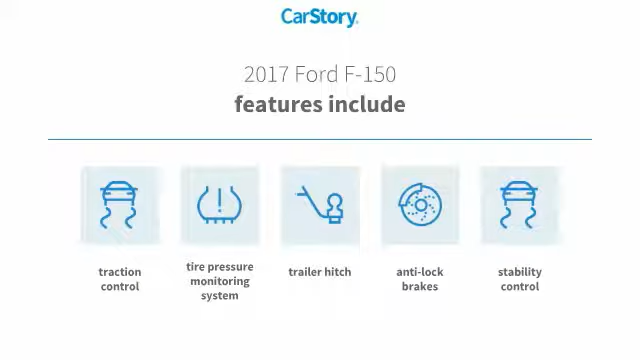 CarStory.
2017 Ford F-150
features include
traction
control
tire pressure
monitoring
system
trailer hitch
anti-lock
brakes
stability
control